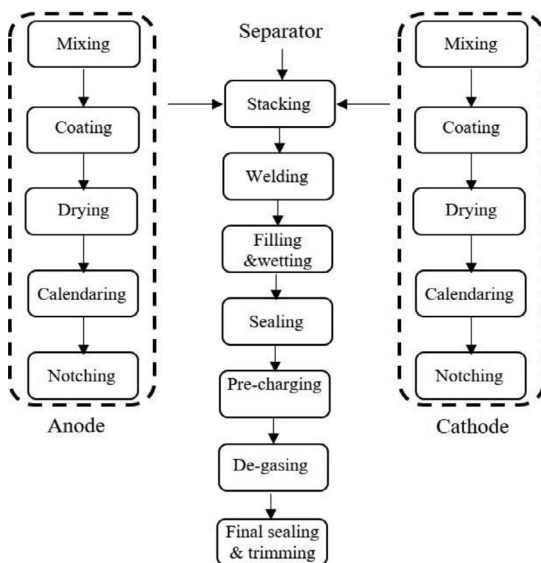 Mixing
Coating
Drying
Calendaring
Notching
Anode
Separator
Stacking
Welding
Filling
&wetting
Sealing
Pre-charging
De-gasing
Final sealing
& trimming
Mixing
Coating
Drying
Calendaring
Notching
Cathode